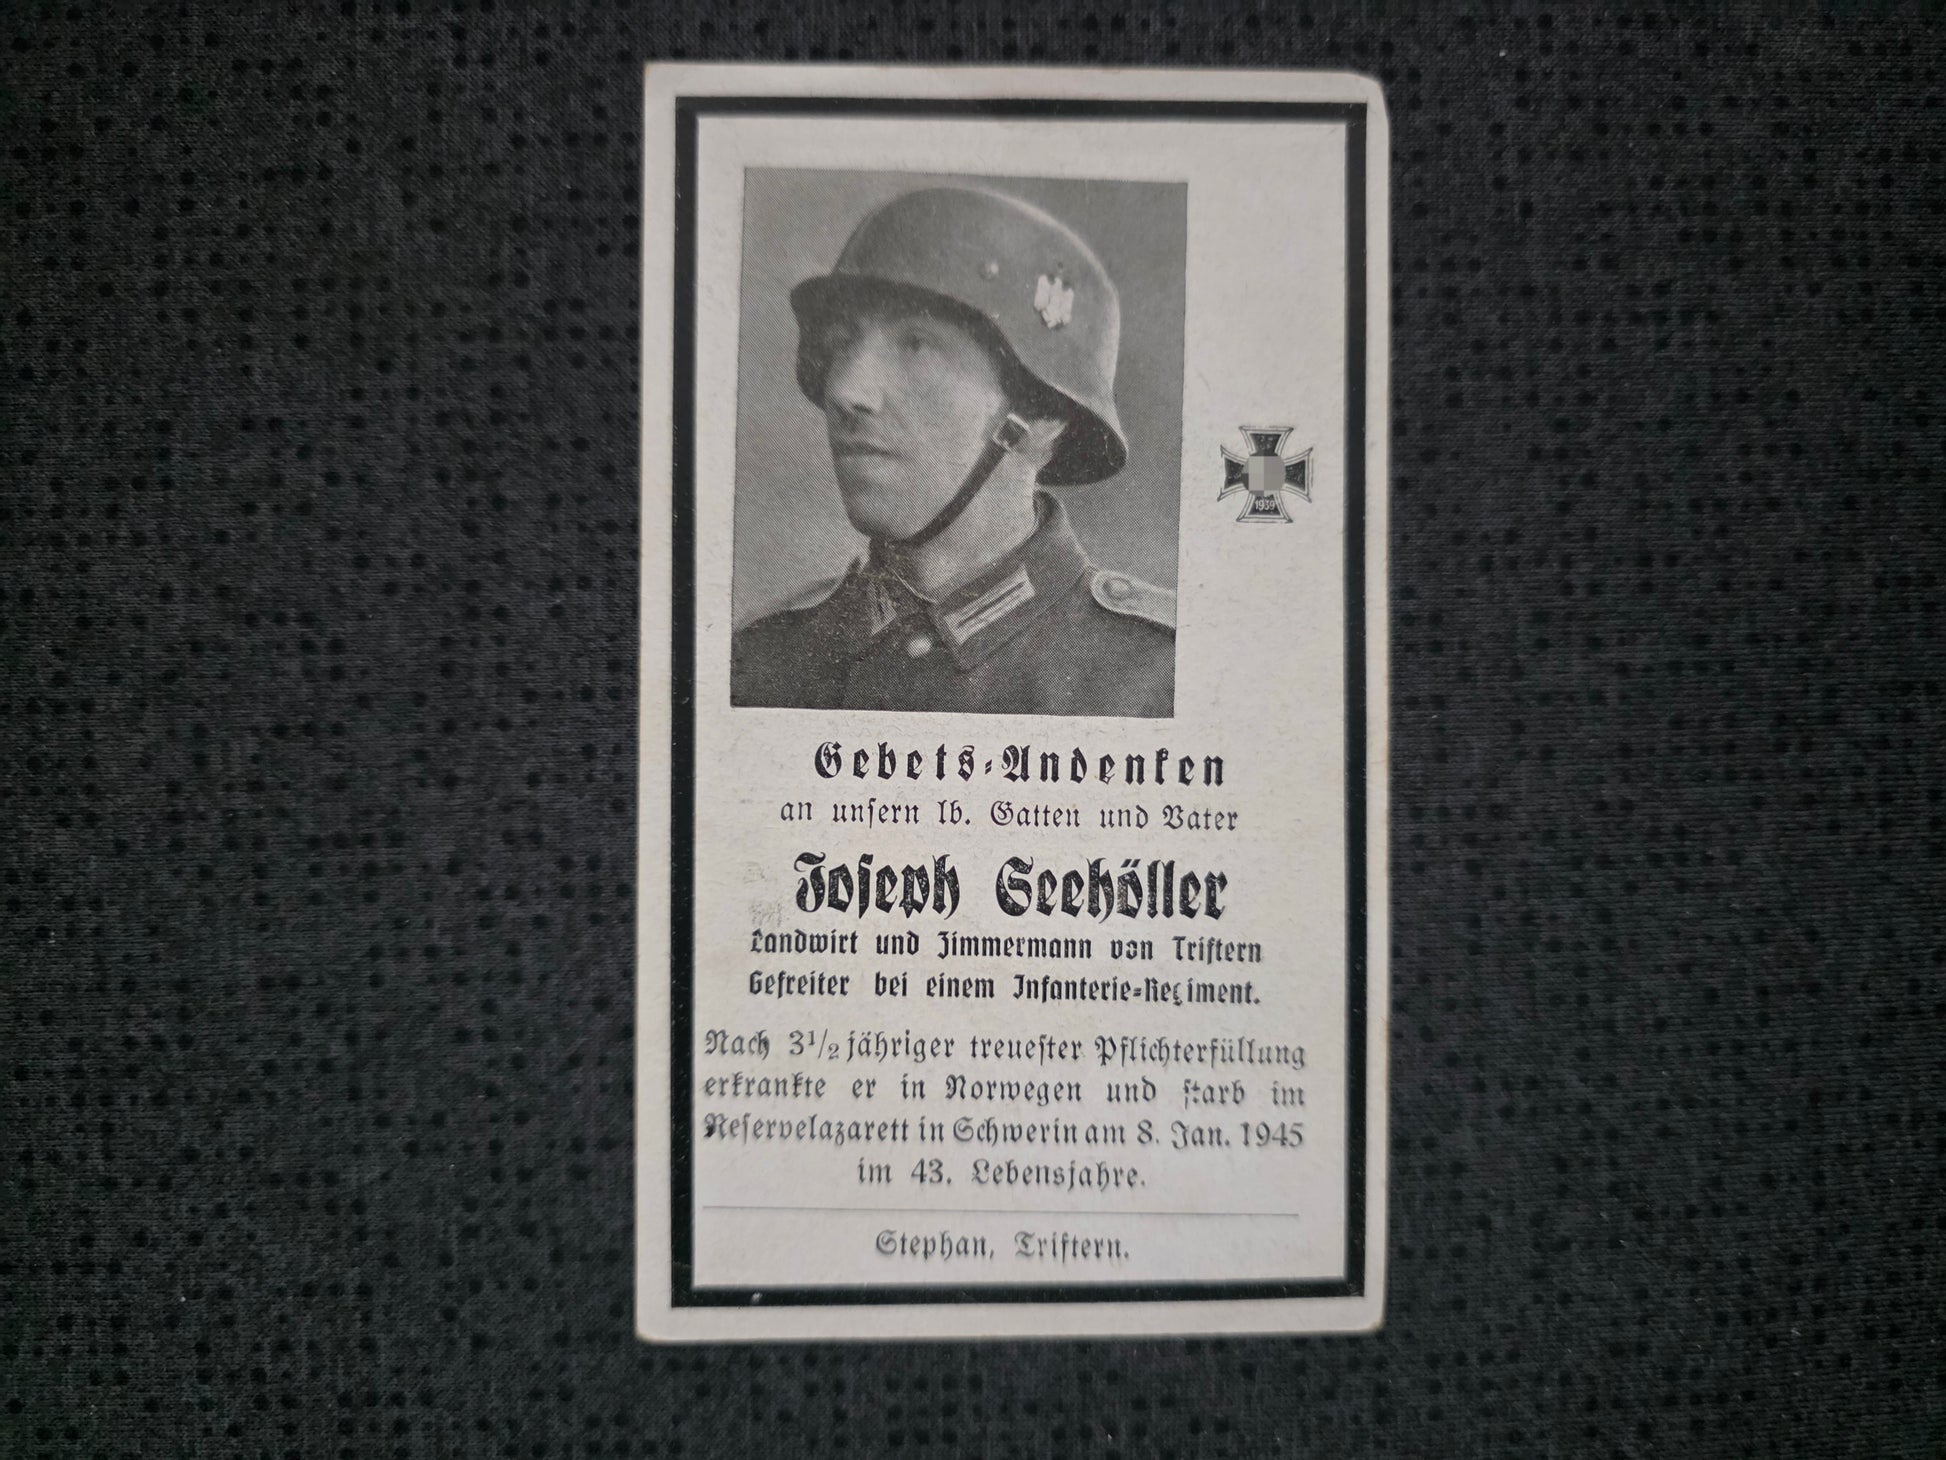 1939
Gebets-Andenken
an unsern lb. Gatten und Vater
Joseph Seehöller
Landwirt und Zimmermann von Triftern
Gefreiter bei einem Infanterie-Regiment.
Nach 3½ jähriger treuester Pflichterfüllung
erkrankte er in Norwegen und starb im
Reservelazarett in Schwerin am 8. Jan. 1945
im 43. Lebensjahre.
Stephan, Triftern.